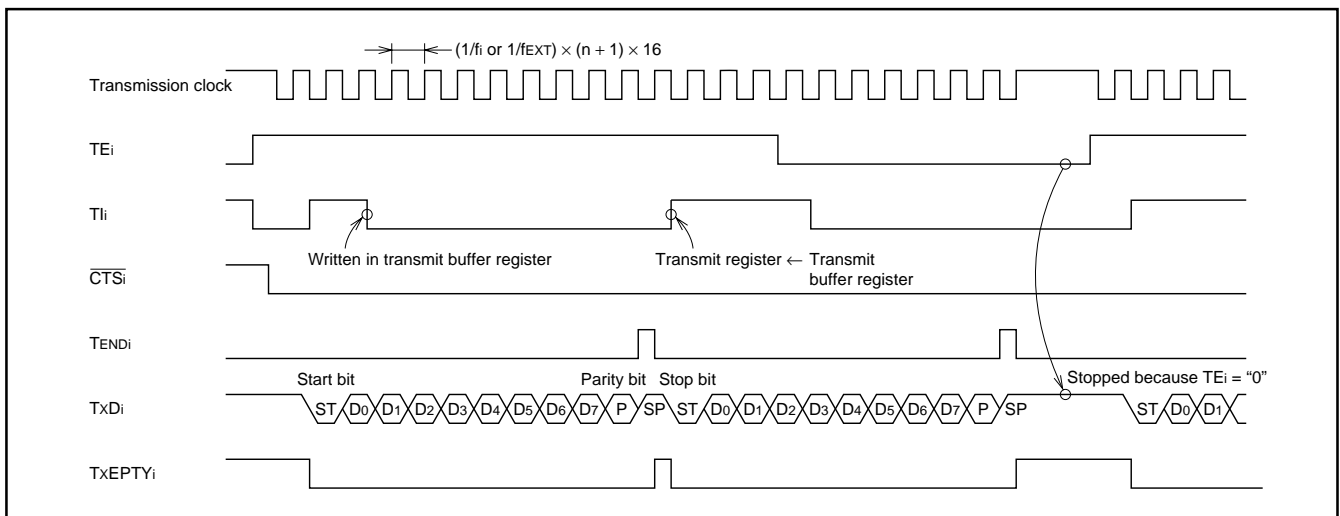 (1/fi or 1/fEXT) × (n + 1) × 16
Transmission clock
TEi
TIi
Written in transmit buffer register
Transmit register ← Transmit
buffer register
CTSi
TENDi
Start bit
Parity bit
Stop bit
Stopped because TEi = “0”
TxDi
ST D0 D1 D2 D3 D4 D5 D6 D7 P SP ST D0 D1 D2 D3 D4 D5 D6 D7 P SP ST D0 D1
TxEPTYi